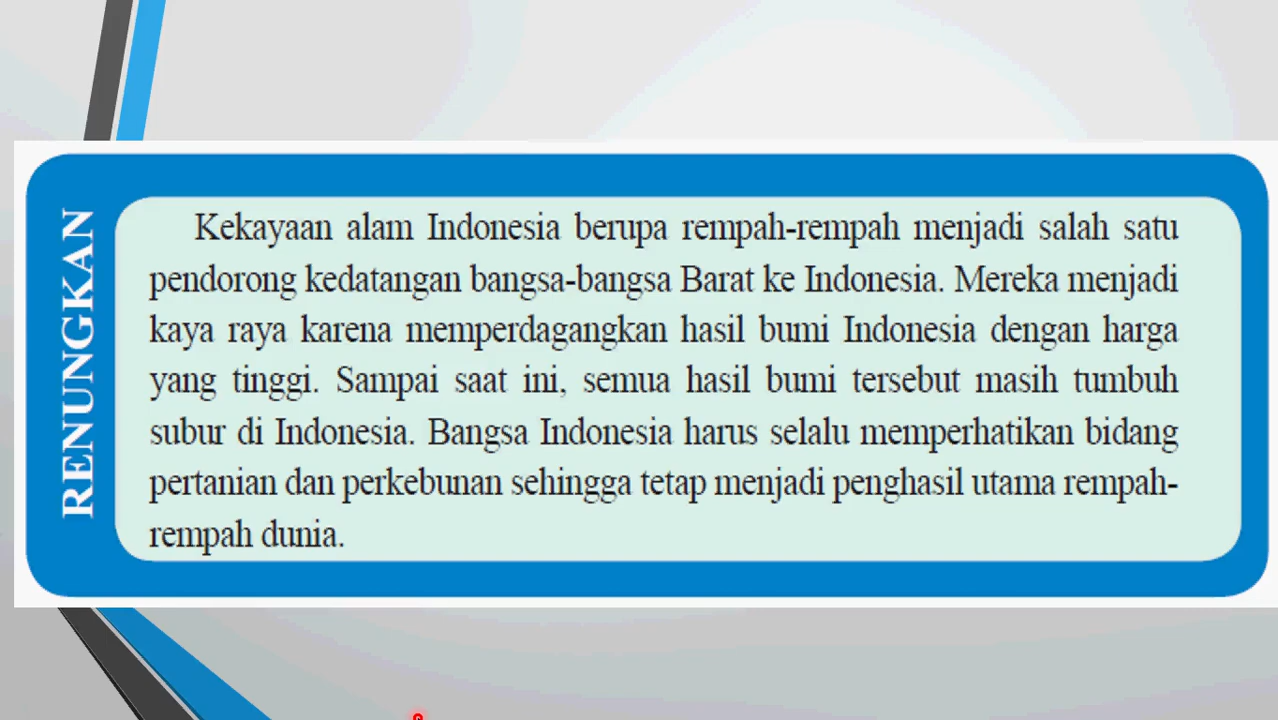 RENUNGKAN
Kekayaan alam Indonesia berupa rempah-rempah menjadi salah satu
pendorong kedatangan bangsa-bangsa Barat ke Indonesia. Mereka menjadi
kaya raya karena memperdagangkan hasil bumi Indonesia dengan harga
yang tinggi. Sampai saat ini, semua hasil bumi tersebut masih tumbuh
subur di Indonesia. Bangsa Indonesia harus selalu memperhatikan bidang
pertanian dan perkebunan sehingga tetap menjadi penghasil utama rempah-
rempah dunia.